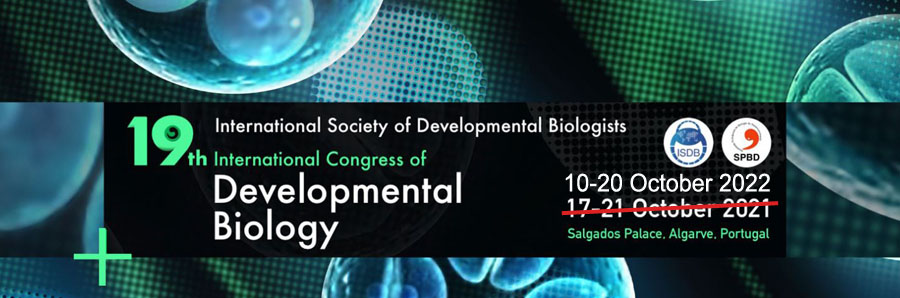 19th
International Society of Developmental Biologists
International Congress of
Developmental
Biology
ISDB
SPBD
10-20 October 2022
17-21 October 2021
Salgados Palace, Algarve, Portugal